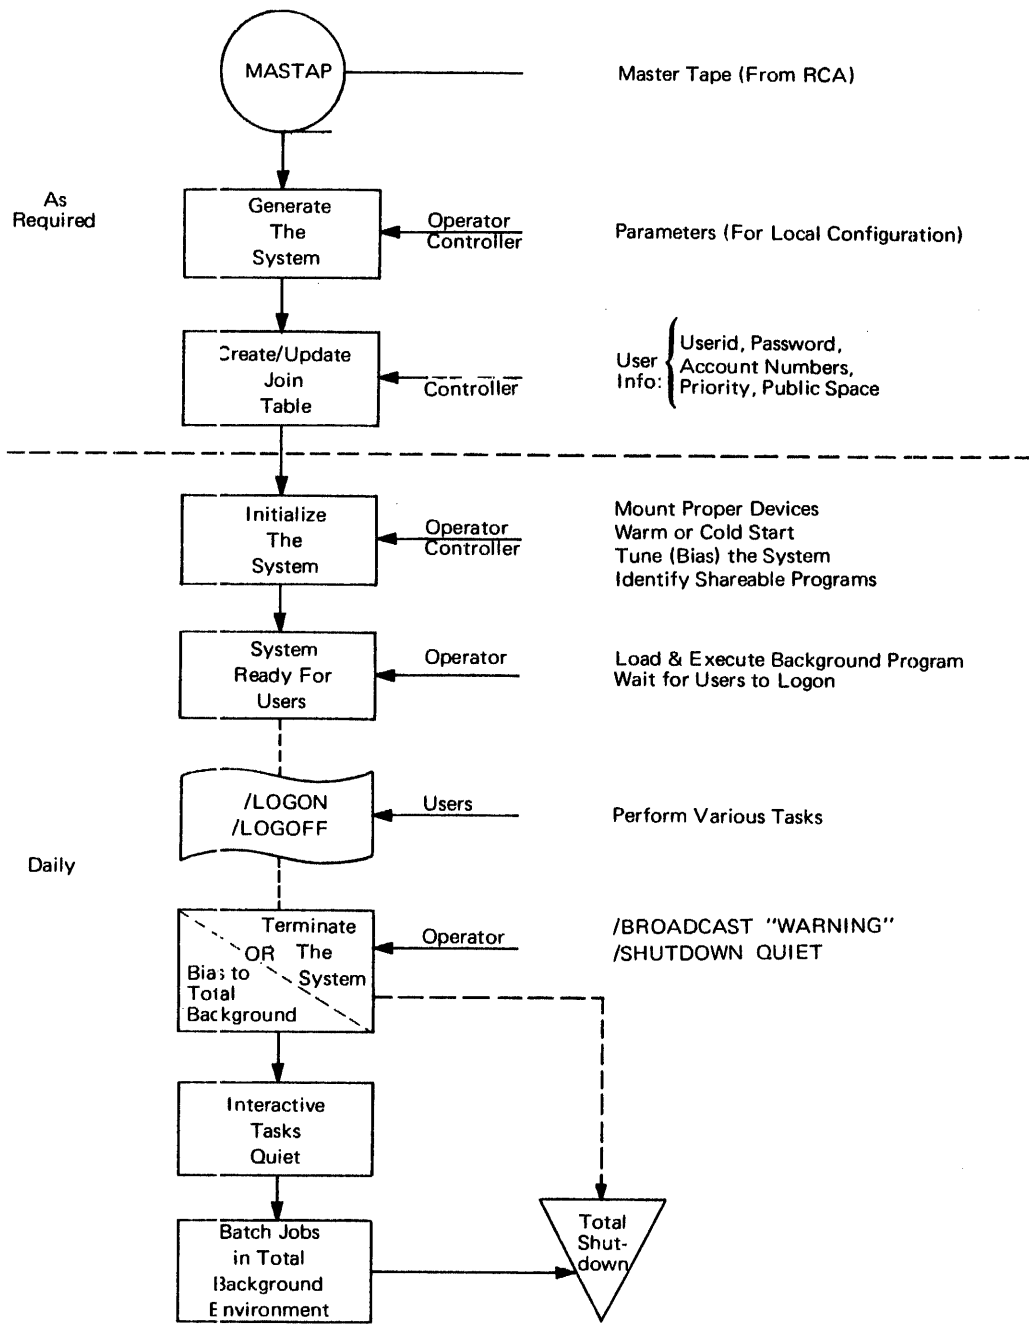 MASTAP
Master Tape (From RCA)
As
Required
Generate
The
System
Operator
Controller
Parameters (For Local Configuration)
Create/Update
Join
Table
Controller
User
Info:
Userid, Password,
Account Numbers,
Priority, Public Space
Initialize
The
System
Operator
Controller
Mount Proper Devices
Warm or Cold Start
Tune (Bias) the System
Identify Shareable Programs
System
Ready For
Users
Operator
Load & Execute Background Program
Wait for Users to Logon
/LOGON
/LOGOFF
Users
Perform Various Tasks
Daily
Terminate
The
System
OR
Bias to
Total
Background
Operator
/BROADCAST "WARNING"
/SHUTDOWN QUIET
Interactive
Tasks
Quiet
Batch Jobs
in Total
Background
Environment
Total
Shut-
down